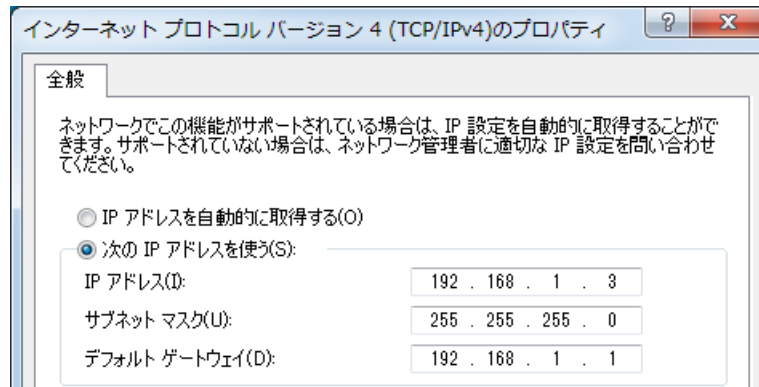 インターネット プロトコル バージョン 4 (TCP/IPv4)のプロパティ
全般
ネットワークでこの機能がサポートされている場合は、IP 設定を自動的に取得することがで
きます。サポートされていない場合は、ネットワーク管理者に適切な IP 設定を問い合わせ
てください。
IP アドレスを自動的に取得する(O)
次の IP アドレスを使う(S):
IP アドレス(I): 192 . 168 . 1 . 3
サブネット マスク(U): 255 . 255 . 255 . 0
デフォルト ゲートウェイ(D): 192 . 168 . 1 . 1